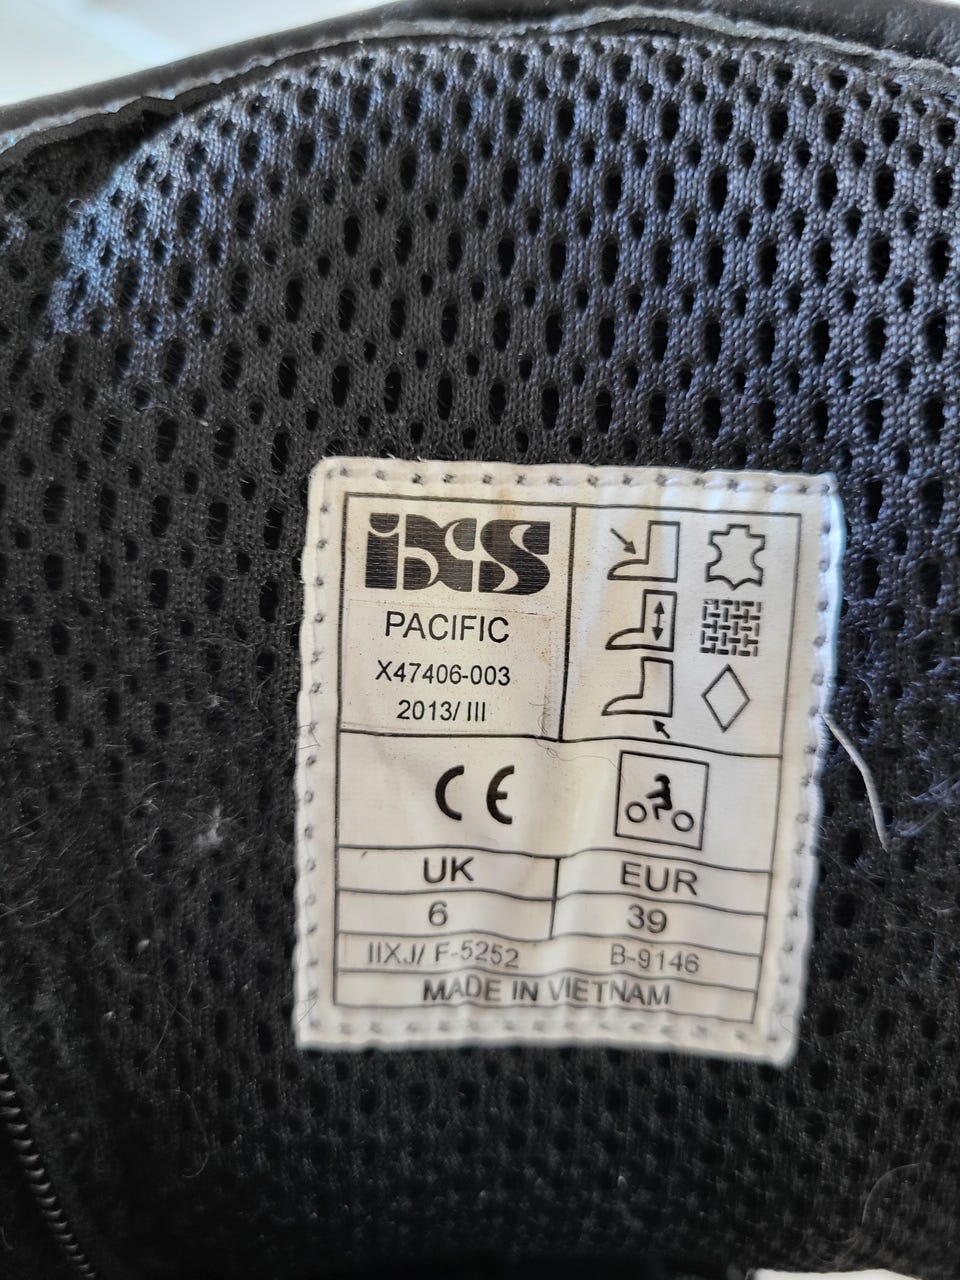 iXS
PACIFIC
X47406-003
2013/ III
CE
UK EUR
6 39
IIXJ/ F-5252 B-9146
MADE IN VIETNAM